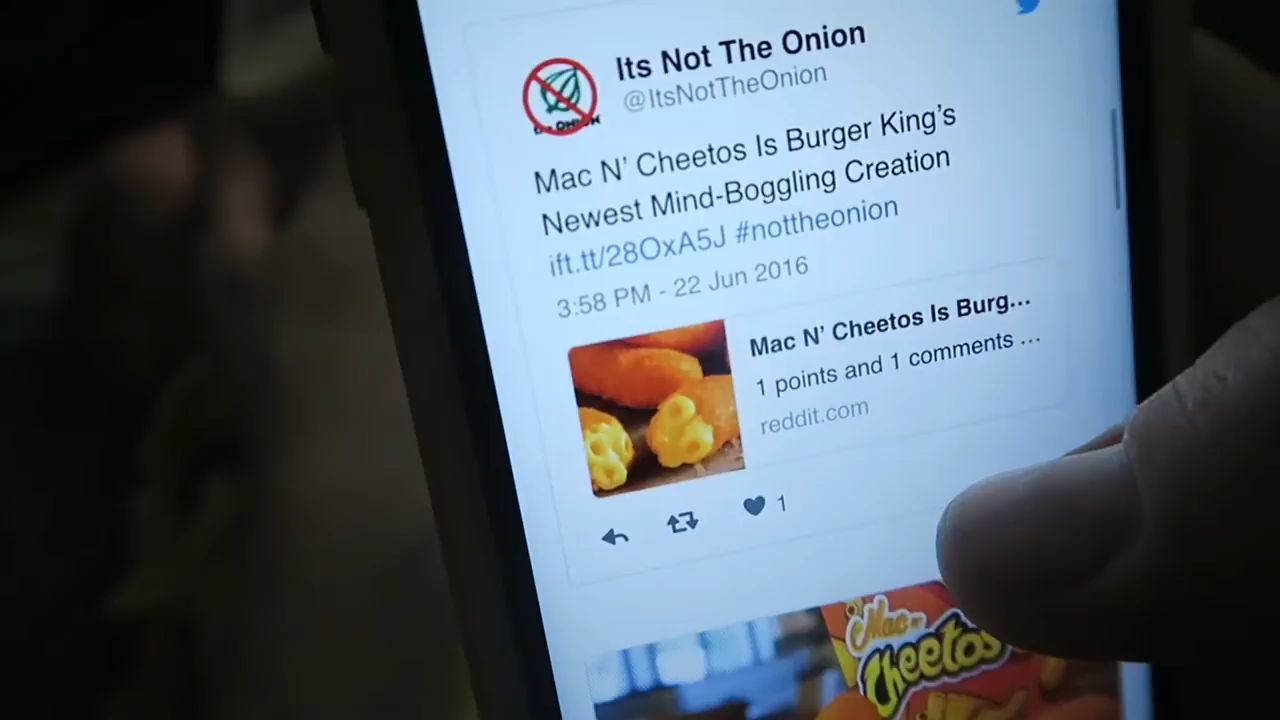 Its Not The Onion
@ItsNotTheOnion
Mac N' Cheetos Is Burger King's
Newest Mind-Boggling Creation
ift.tt/28OxA5J #nottheonion
3:58 PM - 22 Jun 2016
Mac N' Cheetos Is Burg...
1 points and 1 comments ...
reddit.com
1
Mac n'
Cheetos